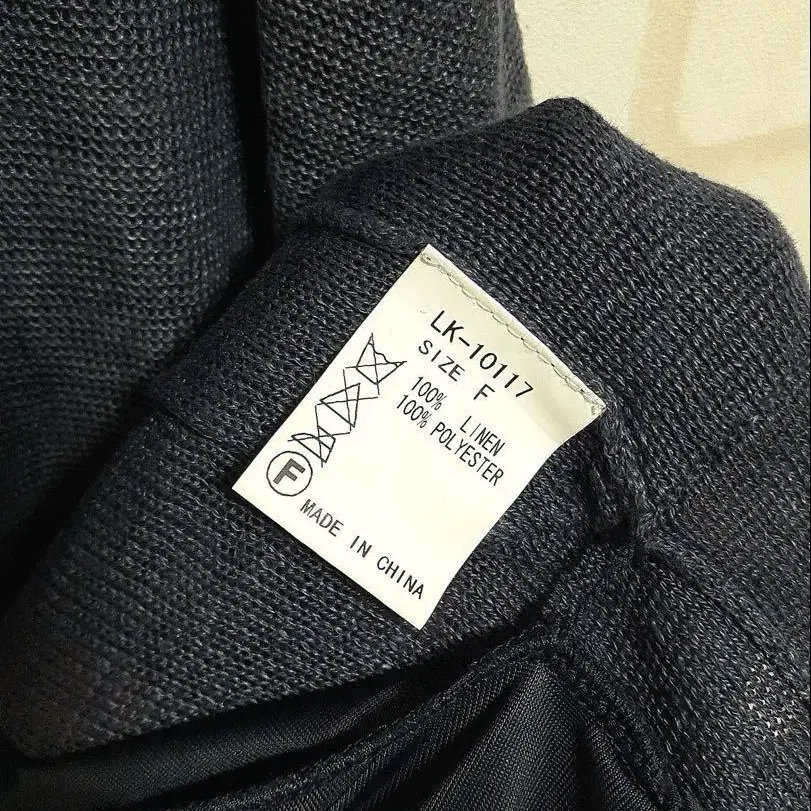 LK-10117
SIZE F
100% LINEN
100% POLYESTER
F
MADE IN CHINA